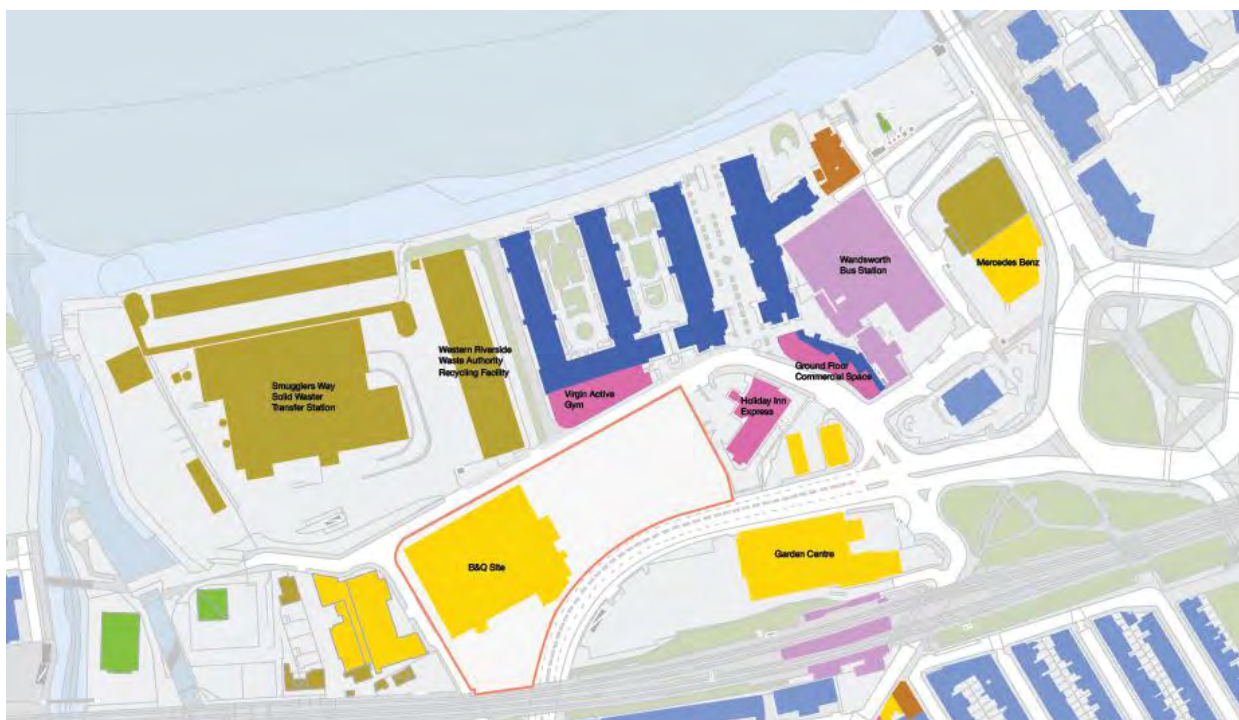 Wandsworth
Bus Station
Mercedes Benz
Western Riverside
Waste Authority
Recycling Facility
Ground Floor
Commercial Space
Smugglers Way
Solid Waster
Transfer Station
Virgin Active
Gym
Holiday Inn
Express
B&Q Site
Garden Centre